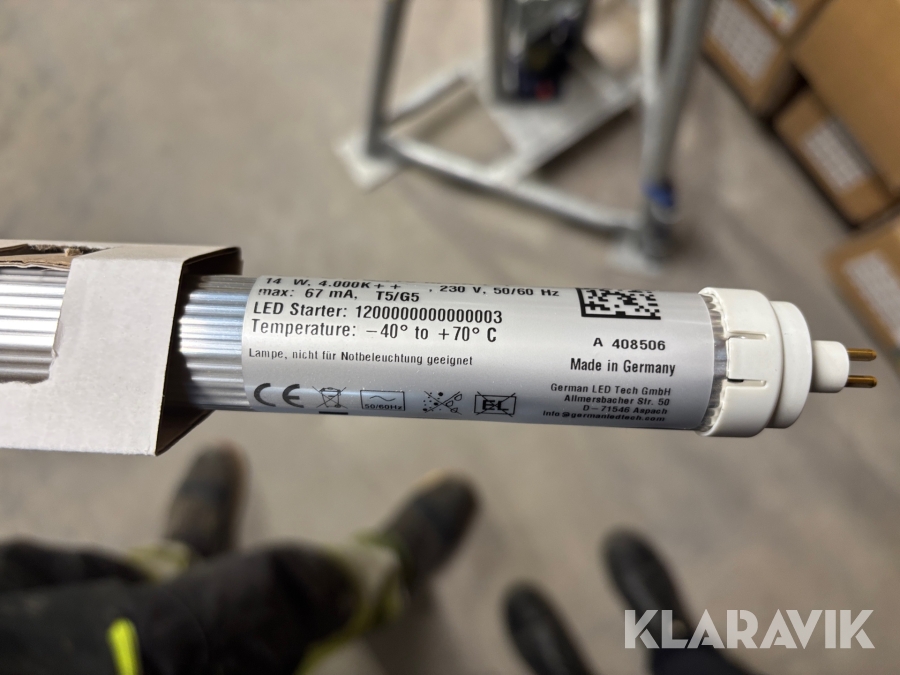 14 W, 4.000K++ , 230 V, 50/60 Hz
max: 67 mA, T5/G5
LED Starter: 1200000000000003
Temperature: –40° to +70° C
Lampe, nicht für Notbeleuchtung geeignet
CE
50/60Hz
EL
A 408506
Made in Germany
German LED Tech GmbH
Allmersbacher Str. 50
D–71546 Aspach
info@germanledtech.com
KLARAVIK